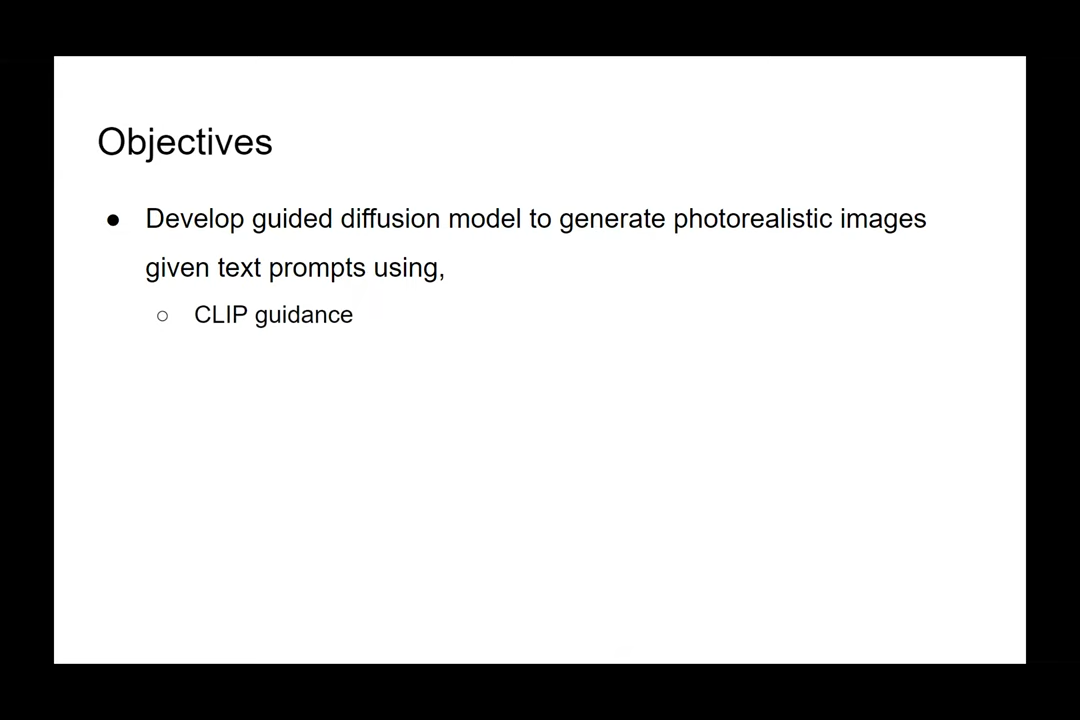 Objectives
● Develop guided diffusion model to generate photorealistic images
given text prompts using,
○ CLIP guidance